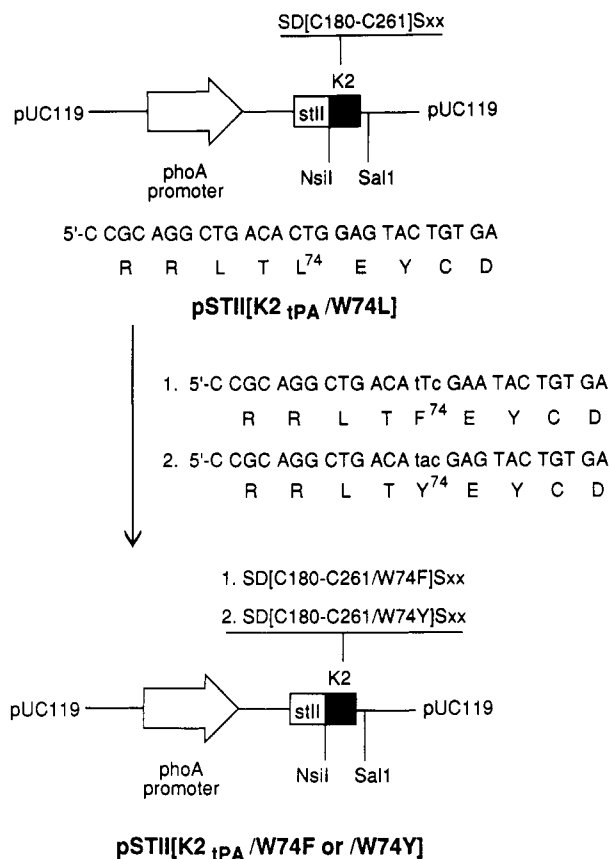 SD[C180-C261]Sxx
K2
pUC119
stII
pUC119
phoA
promoter
NsiI
Sal1
5'-C CGC AGG CTG ACA CTG GAG TAC TGT GA
R R L T L74 E Y C D
pSTII[K2 tPA /W74L]
1. 5'-C CGC AGG CTG ACA tTc GAA TAC TGT GA
R R L T F74 E Y C D
2. 5'-C CGC AGG CTG ACA tac GAG TAC TGT GA
R R L T Y74 E Y C D
1. SD[C180-C261/W74F]Sxx
2. SD[C180-C261/W74Y]Sxx
K2
pUC119
stII
pUC119
phoA
promoter
NsiI
Sal1
pSTII[K2 tPA /W74F or /W74Y]